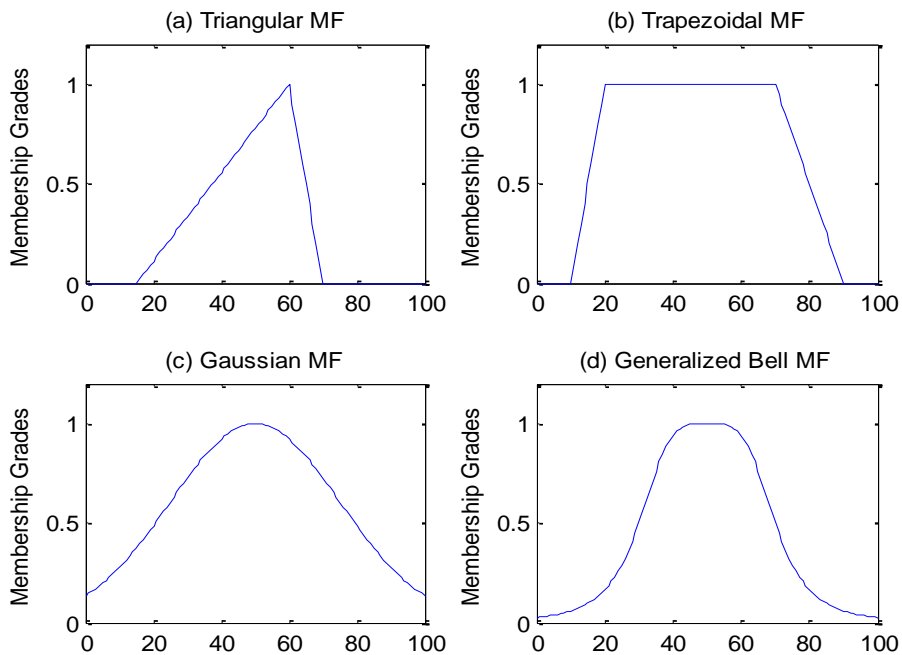 (a) Triangular MF
Membership Grades
1
0.5
0
0 20 40 60 80 100
(b) Trapezoidal MF
Membership Grades
1
0.5
0
0 20 40 60 80 100
(c) Gaussian MF
Membership Grades
1
0.5
0
0 20 40 60 80 100
(d) Generalized Bell MF
Membership Grades
1
0.5
0
0 20 40 60 80 100